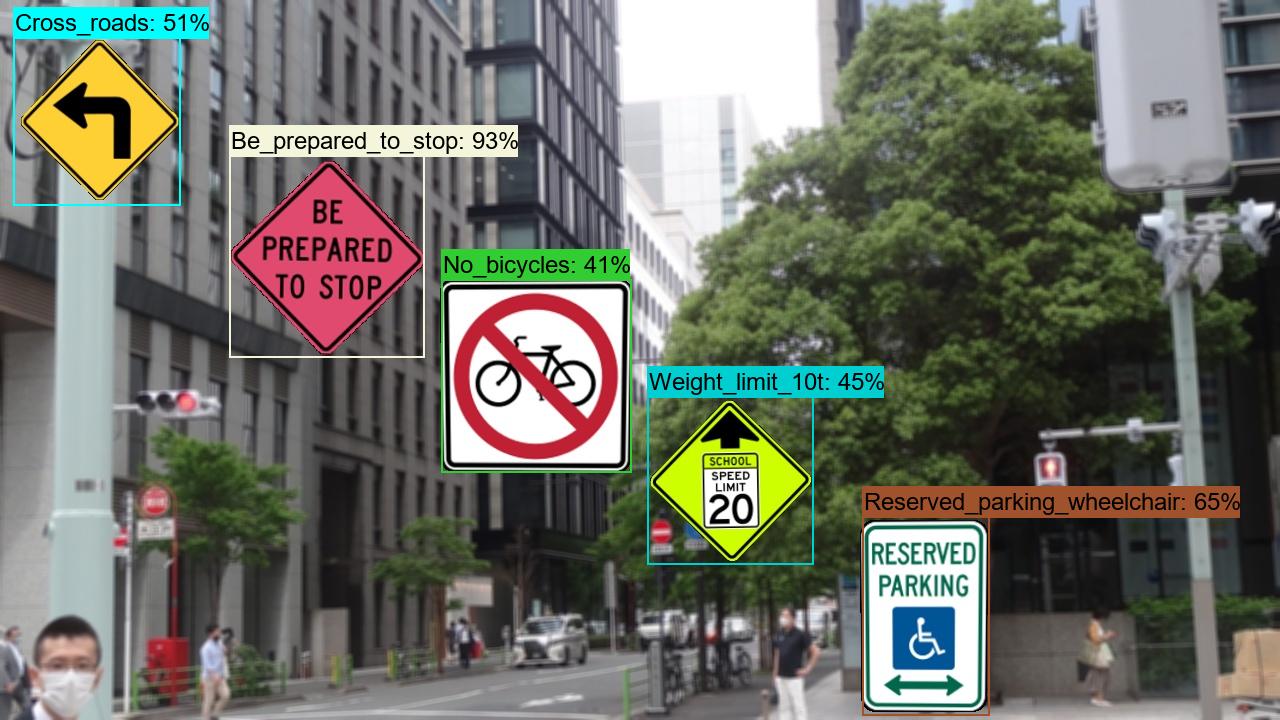 Cross_roads: 51%
Be_prepared_to_stop: 93%
BE
PREPARED
TO STOP
No_bicycles: 41%
Weight_limit_10t: 45%
SCHOOL
SPEED
LIMIT
20
Reserved_parking_wheelchair: 65%
RESERVED
PARKING